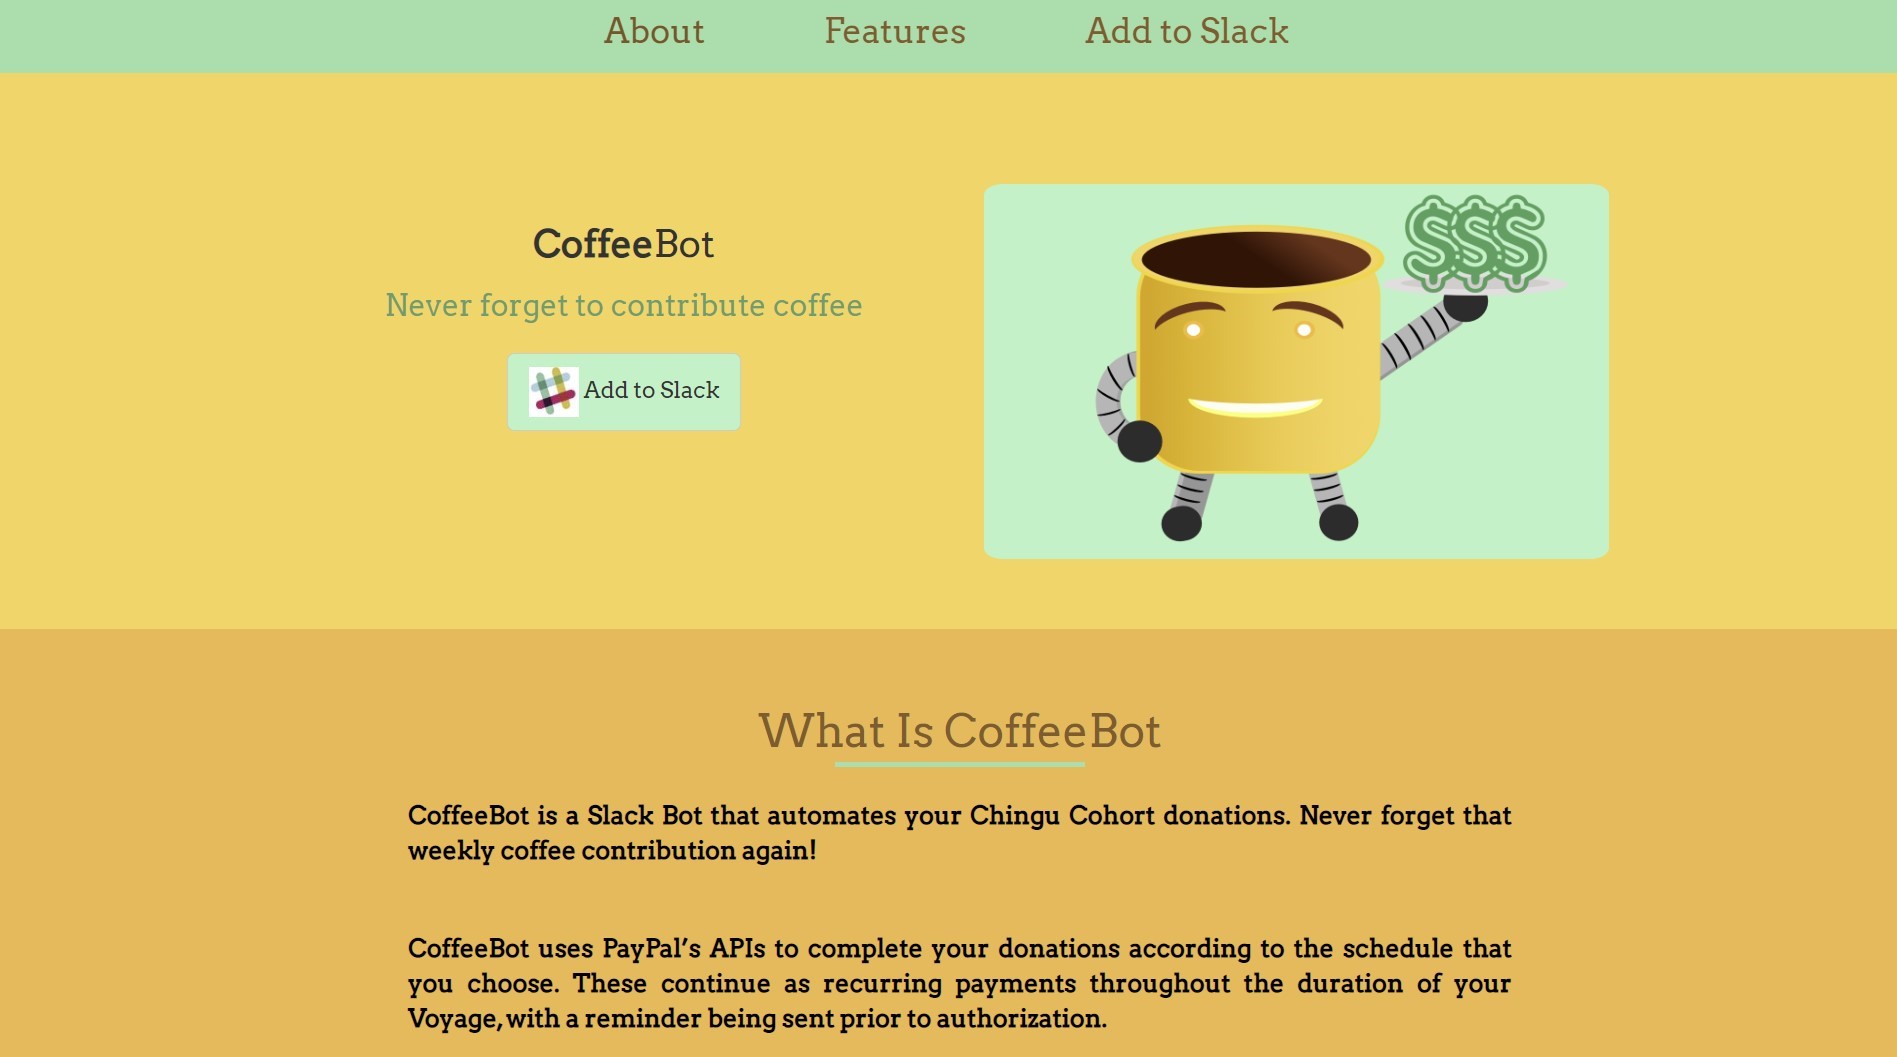 About Features Add to Slack
CoffeeBot
Never forget to contribute coffee
Add to Slack
$$$
What Is CoffeeBot
CoffeeBot is a Slack Bot that automates your Chingu Cohort donations. Never forget that
weekly coffee contribution again!
CoffeeBot uses PayPal’s APIs to complete your donations according to the schedule that
you choose. These continue as recurring payments throughout the duration of your
Voyage, with a reminder being sent prior to authorization.